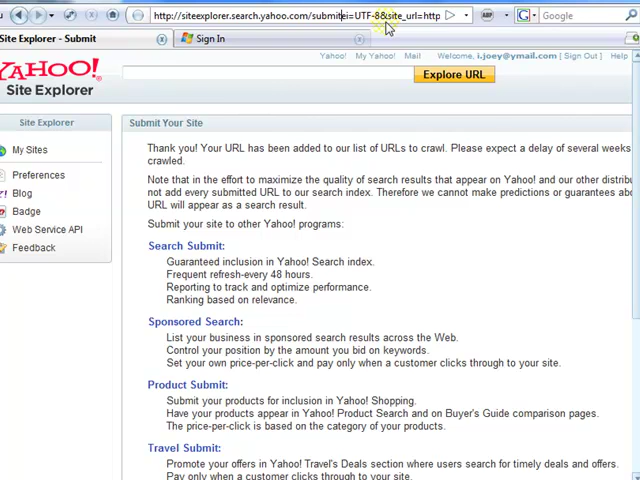 http://siteexplorer.search.yahoo.com/submitei=UTF-8&site_url=http
Google
Site Explorer - Submit
Sign In
Yahoo! My Yahoo! Mail Welcome, i.joey@ymail.com [Sign Out] Help
YAHOO!
Site Explorer
Explore URL
Site Explorer
My Sites
Preferences
Blog
Badge
Web Service API
Feedback
Submit Your Site
Thank you! Your URL has been added to our list of URLs to crawl. Please expect a delay of several weeks
crawled.
Note that in the effort to maximize the quality of search results that appear on Yahoo! and our other distrib
not add every submitted URL to our search index. Therefore we cannot make predictions or guarantees abo
URL will appear as a search result.
Submit your site to other Yahoo! programs:
Search Submit:
Guaranteed inclusion in Yahoo! Search index.
Frequent refresh-every 48 hours.
Reporting to track and optimize performance.
Ranking based on relevance.
Sponsored Search:
List your business in sponsored search results across the Web.
Control your position by the amount you bid on keywords.
Set your own price-per-click and pay only when a customer clicks through to your site.
Product Submit:
Submit your products for inclusion in Yahoo! Shopping.
Have your products appear in Yahoo! Product Search and on Buyer's Guide comparison pages.
The price-per-click is based on the category of your products.
Travel Submit:
Promote your offers in Yahoo! Travel's Deals section where users search for timely deals and offers.
Pay only when a customer clicks through to your site.